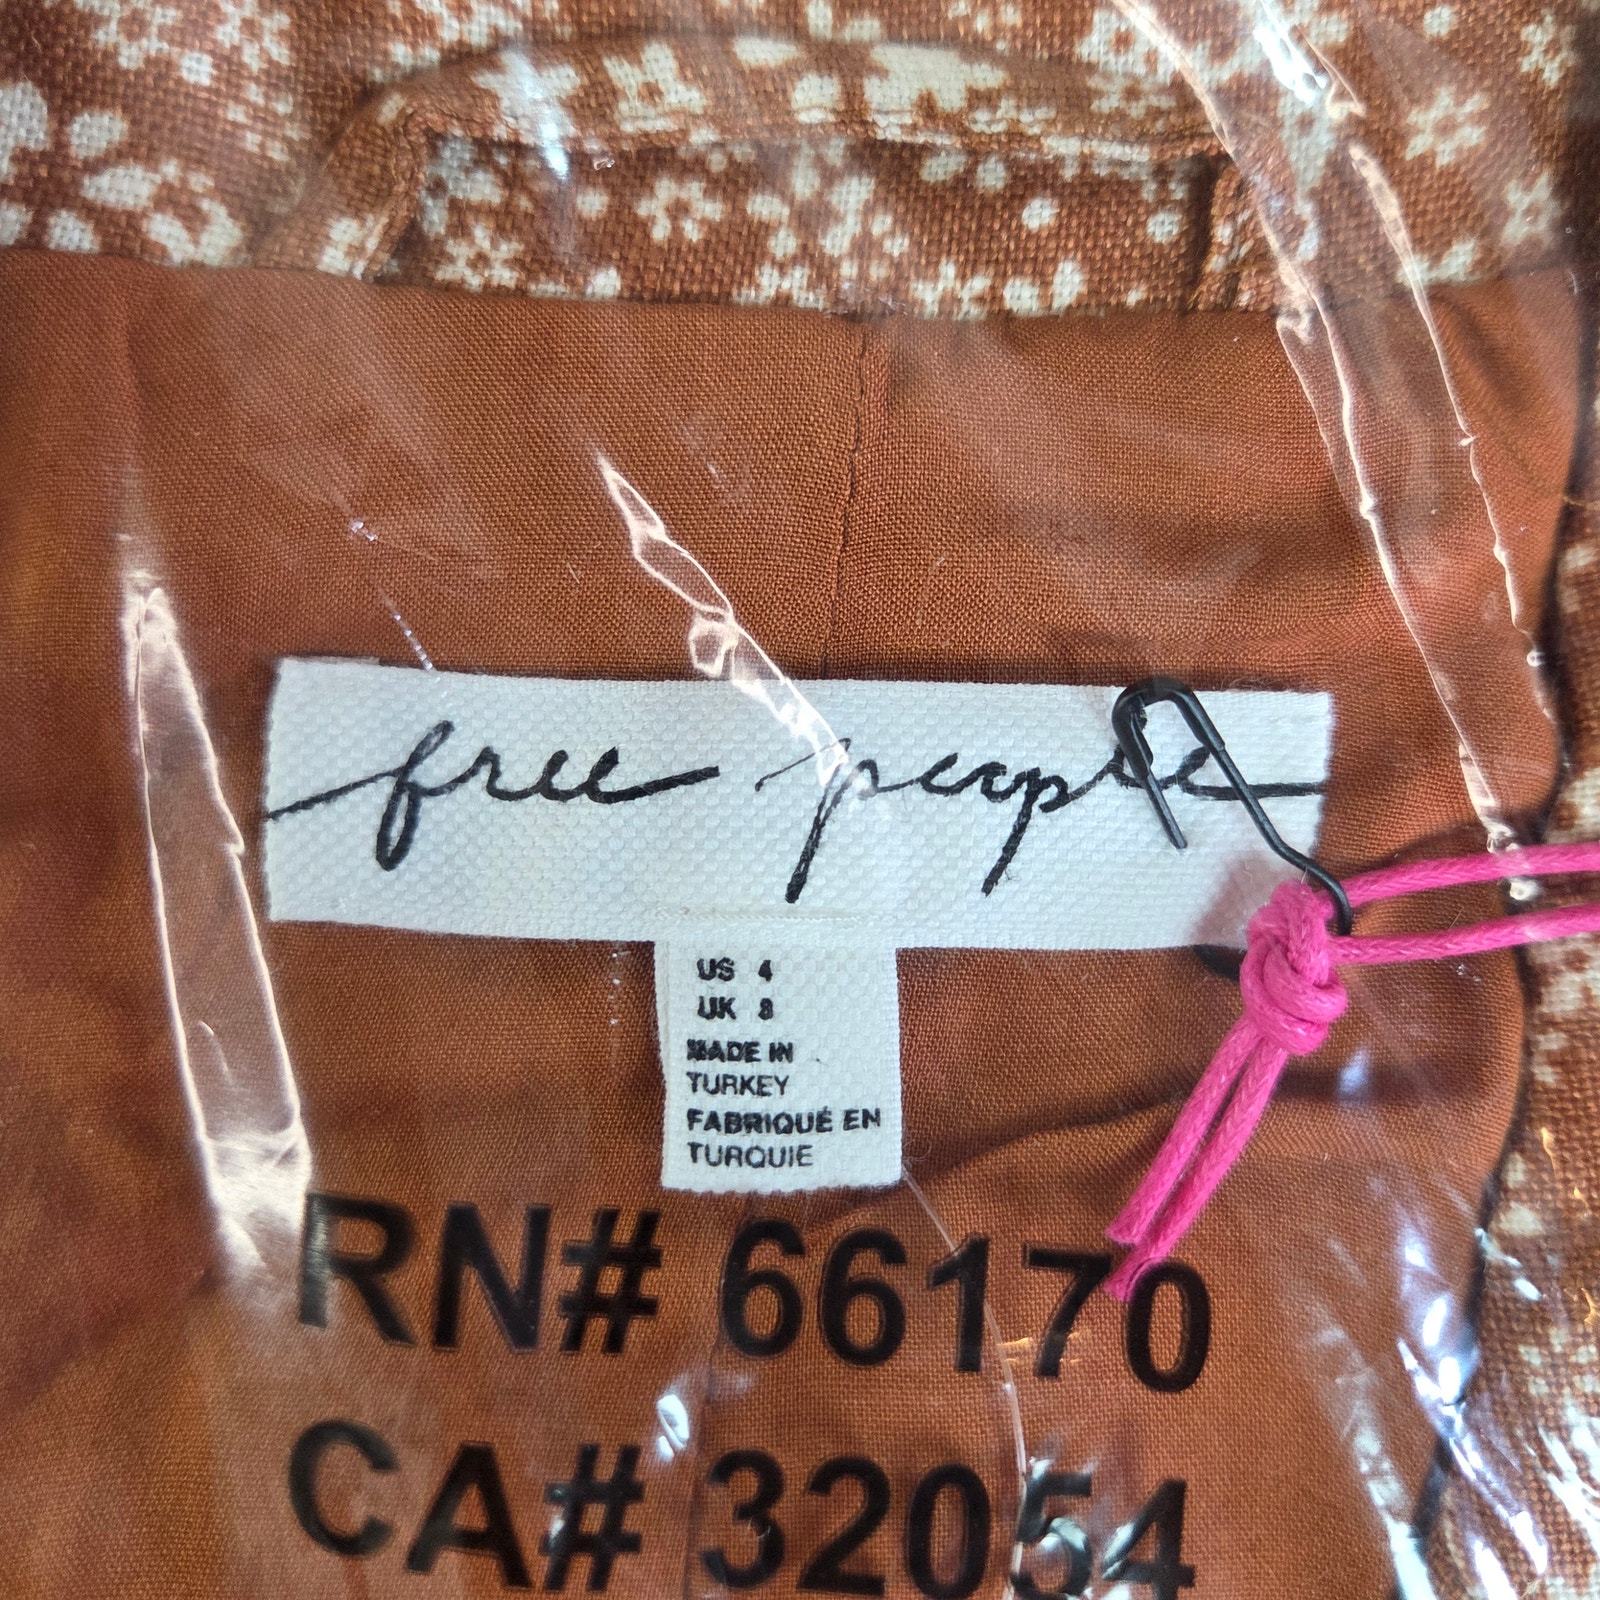 free people
US 4
UK 8
MADE IN
TURKEY
FABRIQUÉ EN
TURQUIE
RN# 66170
CA# 32054